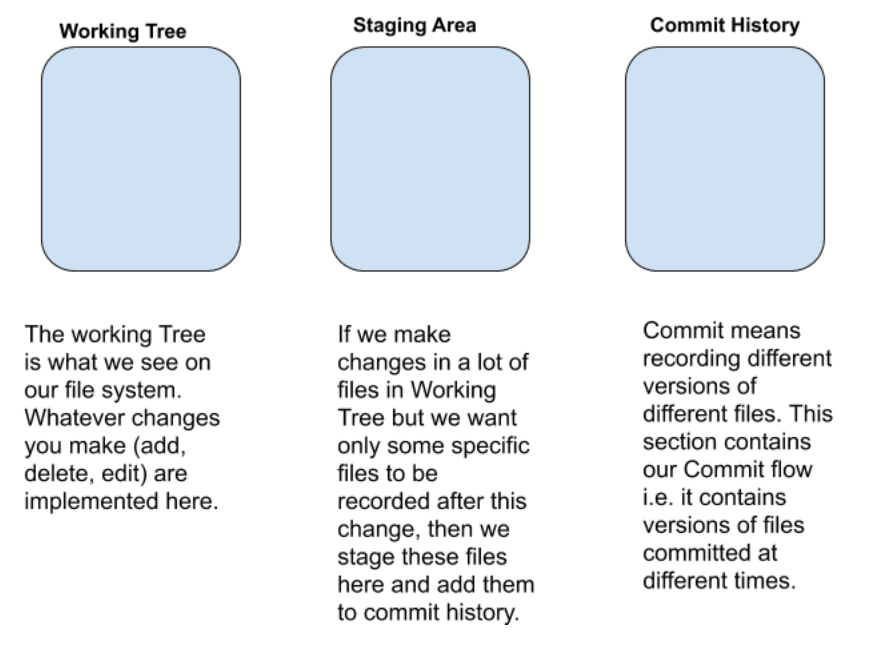 Working Tree
Staging Area
Commit History
The working Tree
is what we see on
our file system.
Whatever changes
you make (add,
delete, edit) are
implemented here.
If we make
changes in a lot of
files in Working
Tree but we want
only some specific
files to be
recorded after this
change, then we
stage these files
here and add them
to commit history.
Commit means
recording different
versions of
different files. This
section contains
our Commit flow
i.e. it contains
versions of files
committed at
different times.